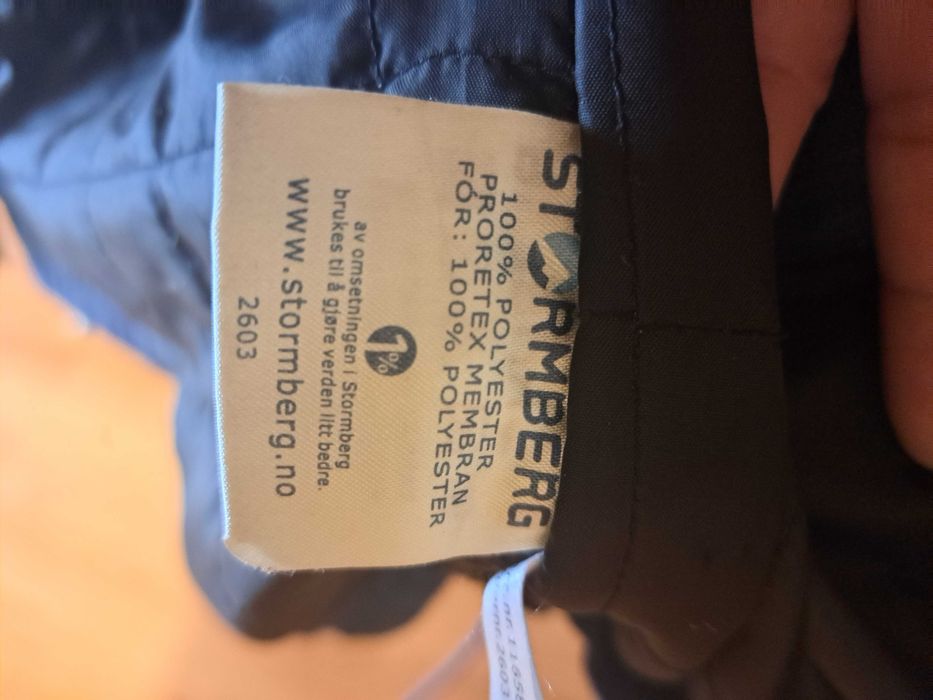 STORMBERG
100% POLYESTER
PRORETEX MEMBRAN
FÓR: 100% POLYESTER
1%
av omsetningen i Stormberg
brukes til å gjøre verden litt bedre.
www.stormberg.no
2603